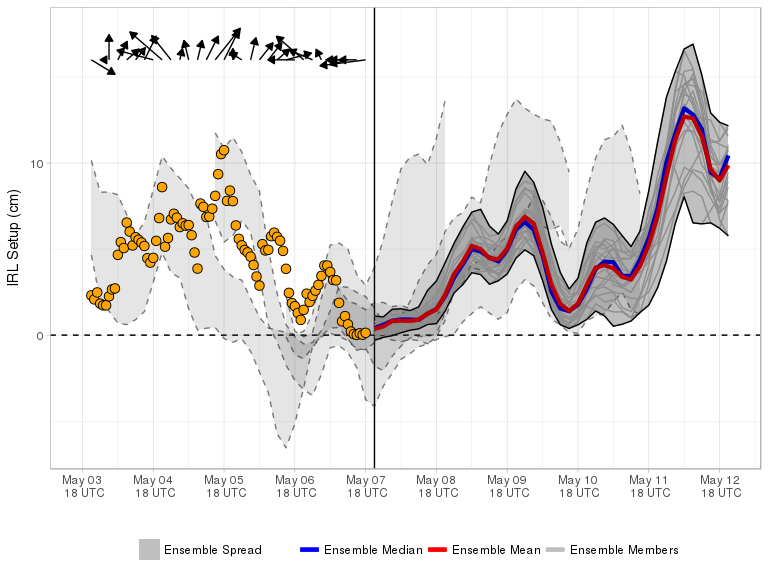 IRL Setup (cm)
10
0
May 03 May 04 May 05 May 06 May 07 May 08 May 09 May 10 May 11 May 12
18 UTC 18 UTC 18 UTC 18 UTC 18 UTC 18 UTC 18 UTC 18 UTC 18 UTC 18 UTC
Ensemble Spread Ensemble Median Ensemble Mean Ensemble Members